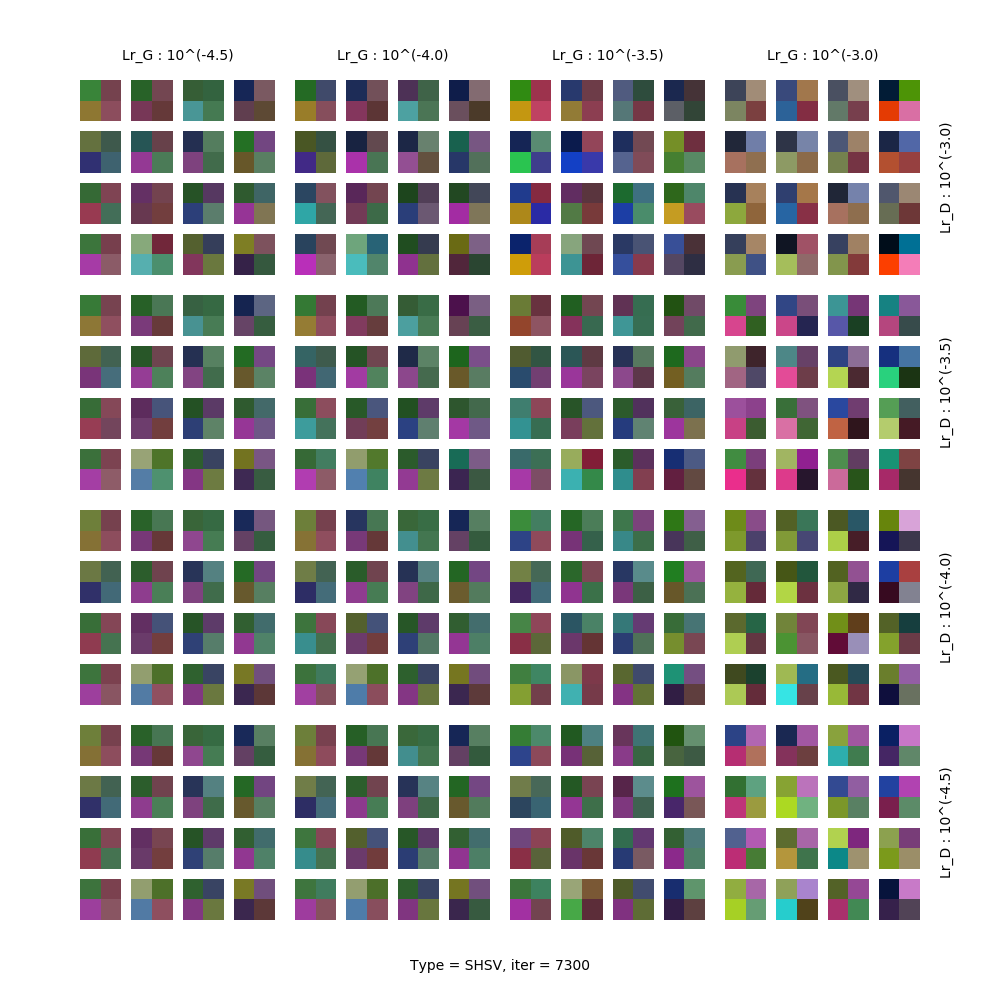 Lr_G : 10^(-4.5)
Lr_G : 10^(-4.0)
Lr_G : 10^(-3.5)
Lr_G : 10^(-3.0)
Lr_D : 10^(-3.0)
Lr_D : 10^(-3.5)
Lr_D : 10^(-4.0)
Lr_D : 10^(-4.5)
Type = SHSV, iter = 7300